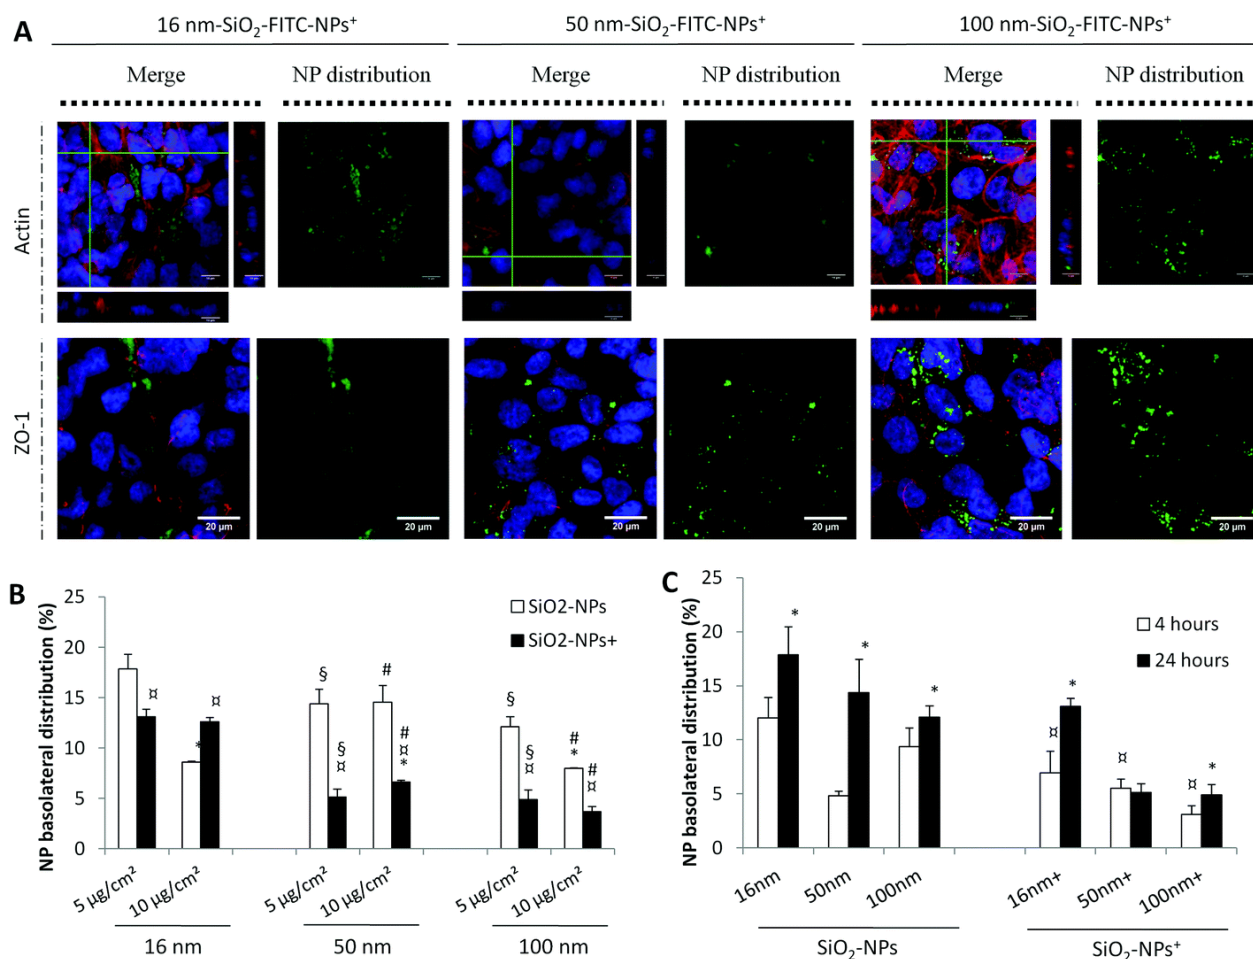 A
16 nm-SiO₂-FITC-NPs⁺ 50 nm-SiO₂-FITC-NPs⁺ 100 nm-SiO₂-FITC-NPs⁺
Merge NP distribution Merge NP distribution Merge NP distribution
Actin
ZO-1
20 µm 20 µm 20 µm 20 µm 20 µm 20 µm
B
NP basolateral distribution (%)
25
20
15
10
5
0
SiO2-NPs
SiO2-NPs+
¤ * ¤ § § ¤ # # ¤ * § § ¤ # * # ¤
5 µg/cm² 10 µg/cm² 5 µg/cm² 10 µg/cm² 5 µg/cm² 10 µg/cm²
16 nm 50 nm 100 nm
C
NP basolateral distribution (%)
25
20
15
10
5
0
4 hours
24 hours
* * * ¤ * ¤ ¤ *
16nm 50nm 100nm 16nm+ 50nm+ 100nm+
SiO₂-NPs SiO₂-NPs⁺